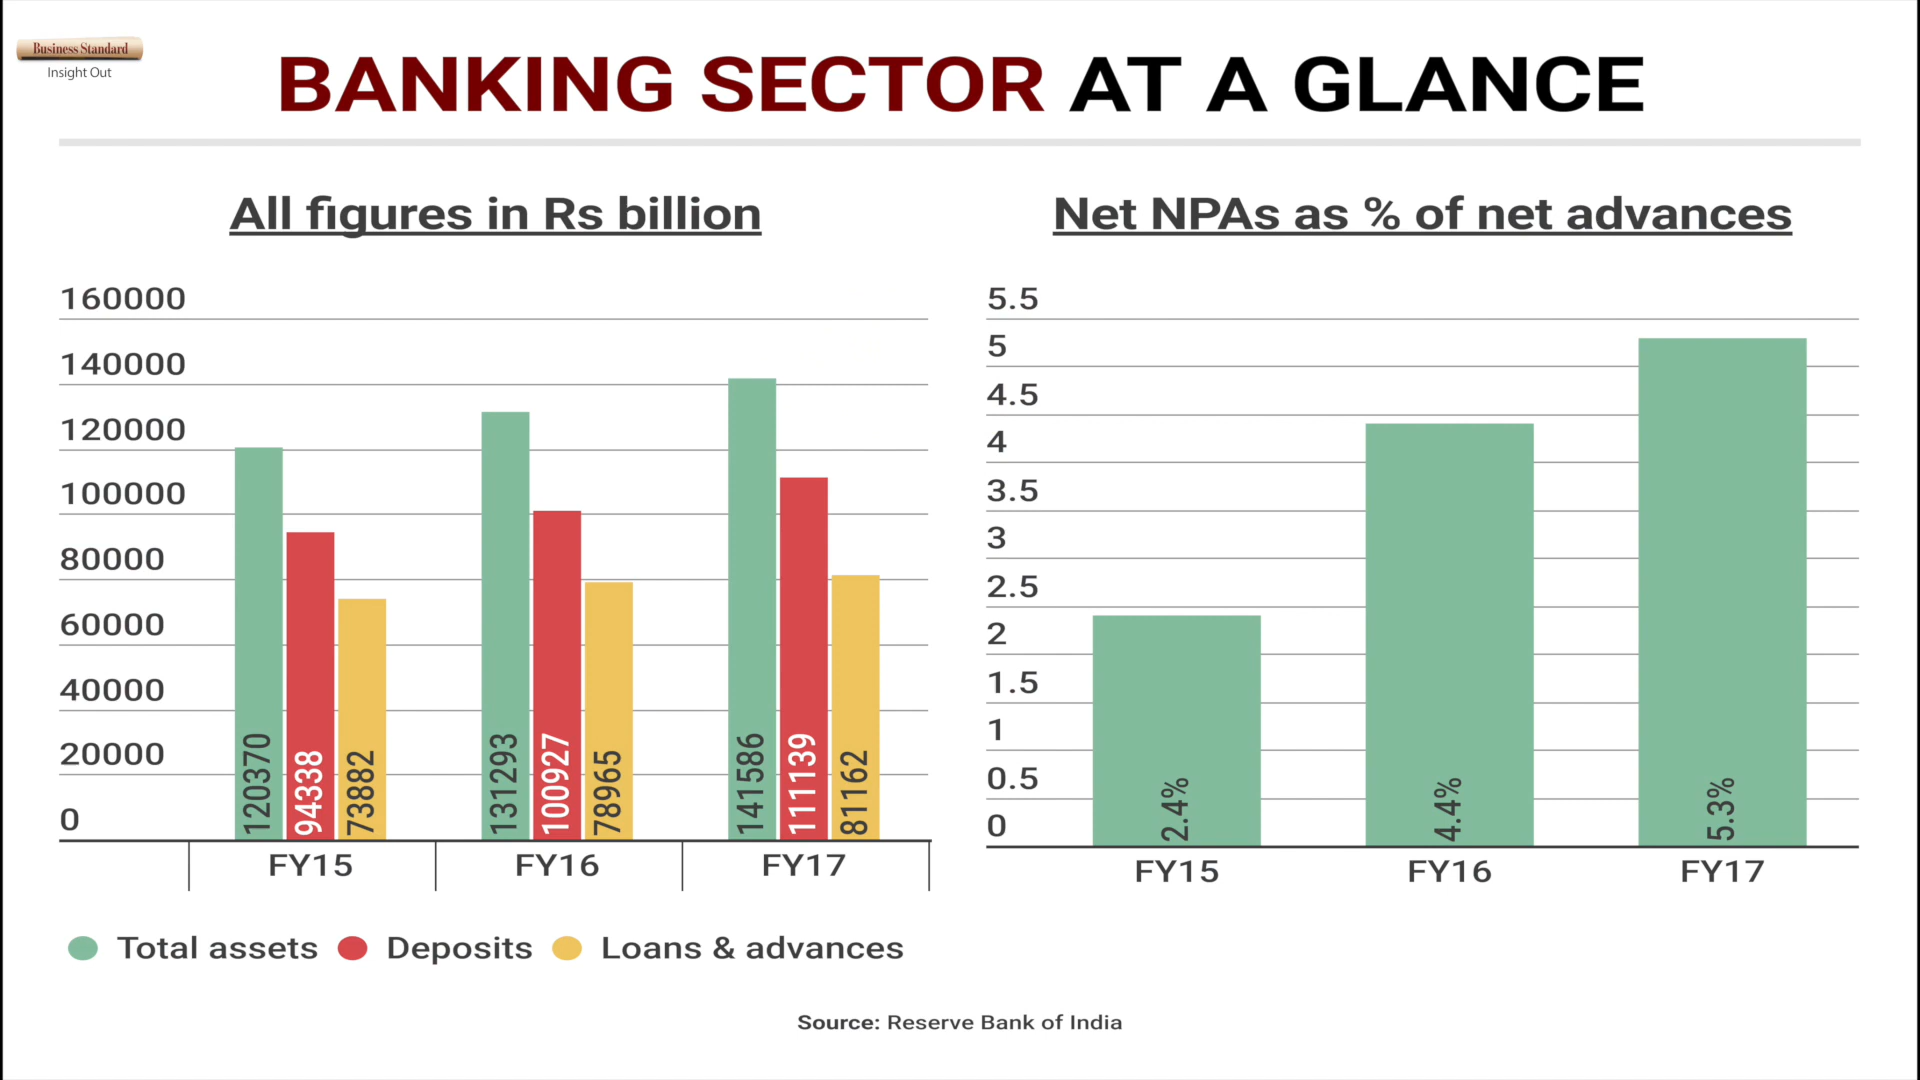 Business Standard
Insight Out
BANKING SECTOR AT A GLANCE
All figures in Rs billion
160000
140000
120000
100000
80000
60000
40000
20000
0
120370
94338
73882
131293
100927
78965
141586
111139
81162
FY15
FY16
FY17
Total assets
Deposits
Loans & advances
Net NPAs as % of net advances
5.5
5
4.5
4
3.5
3
2.5
2
1.5
1
0.5
0
2.4%
4.4%
5.3%
FY15
FY16
FY17
Source: Reserve Bank of India